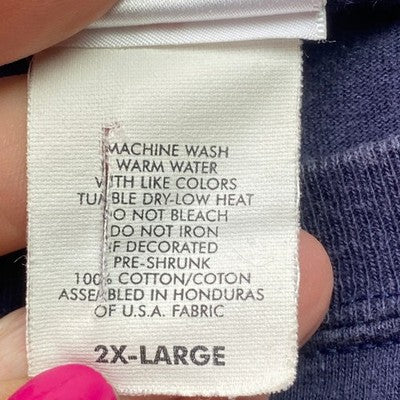 MACHINE WASH
WARM WATER
WITH LIKE COLORS
TUMBLE DRY-LOW HEAT
DO NOT BLEACH
DO NOT IRON
IF DECORATED
PRE-SHRUNK
100% COTTON/COTON
ASSEMBLED IN HONDURAS
OF U.S.A. FABRIC
2X-LARGE